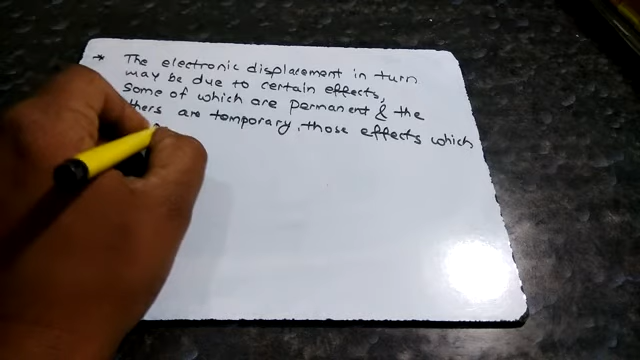 * The electronic displacement in turn
may be due to certain effects,
some of which are permanent & the
thers are temporary. those effects which